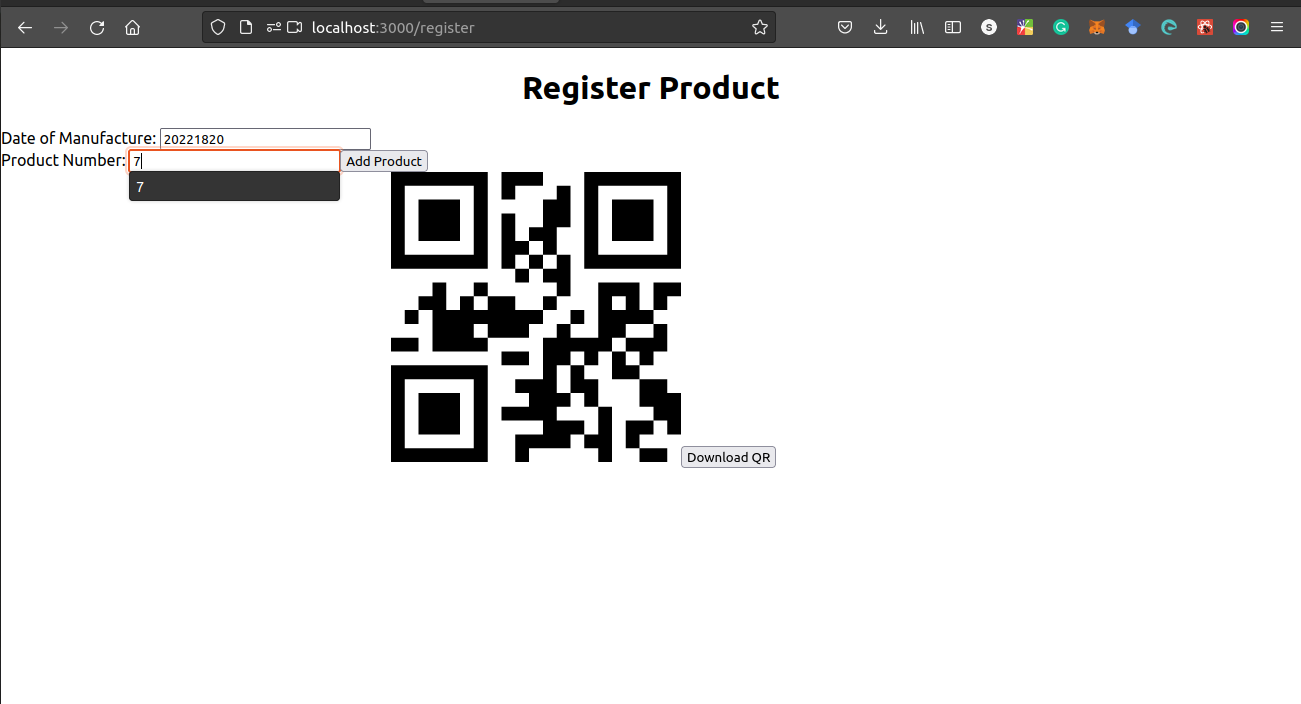 localhost:3000/register
S
G
Register Product
Date of Manufacture: 20221820
Product Number: 7 Add Product
7
Download QR